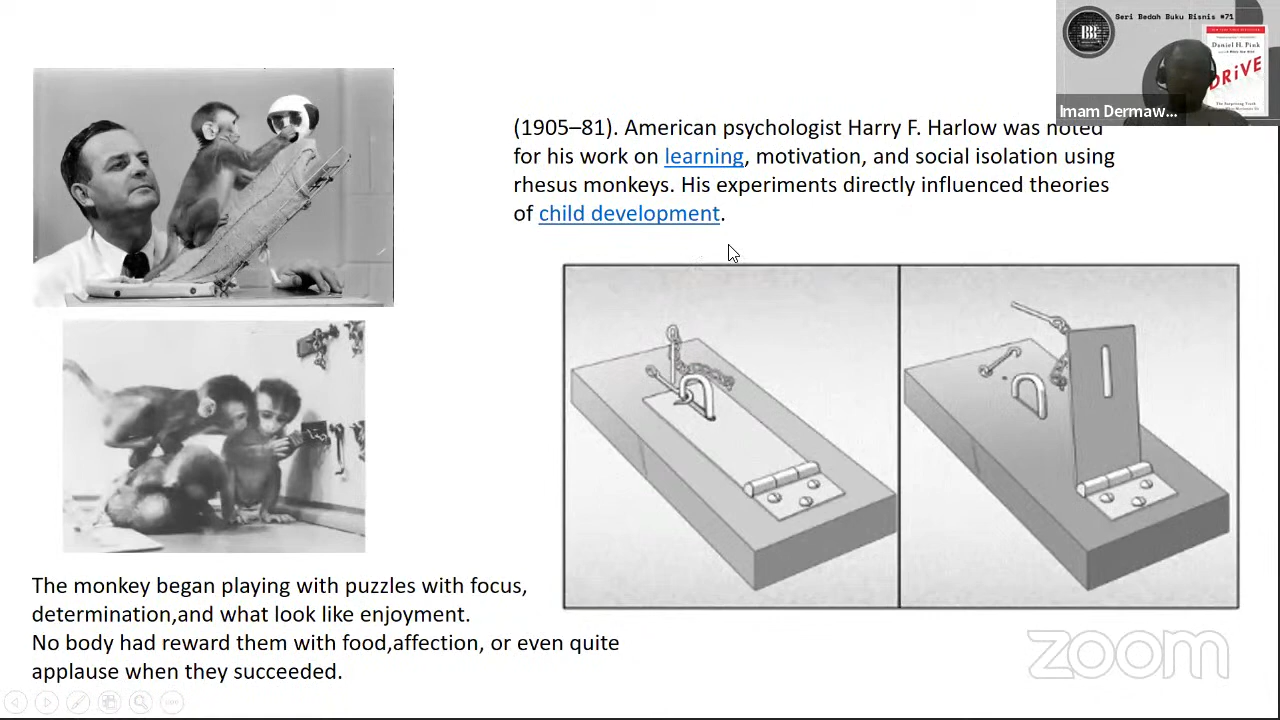 Seri Bedah Buku Bisnis #71
BB
Daniel H. Pink
DRiVE
Imam Dermaw...
(1905–81). American psychologist Harry F. Harlow was noted
for his work on learning, motivation, and social isolation using
rhesus monkeys. His experiments directly influenced theories
of child development.
The monkey began playing with puzzles with focus,
determination,and what look like enjoyment.
No body had reward them with food,affection, or even quite
applause when they succeeded.
zoom